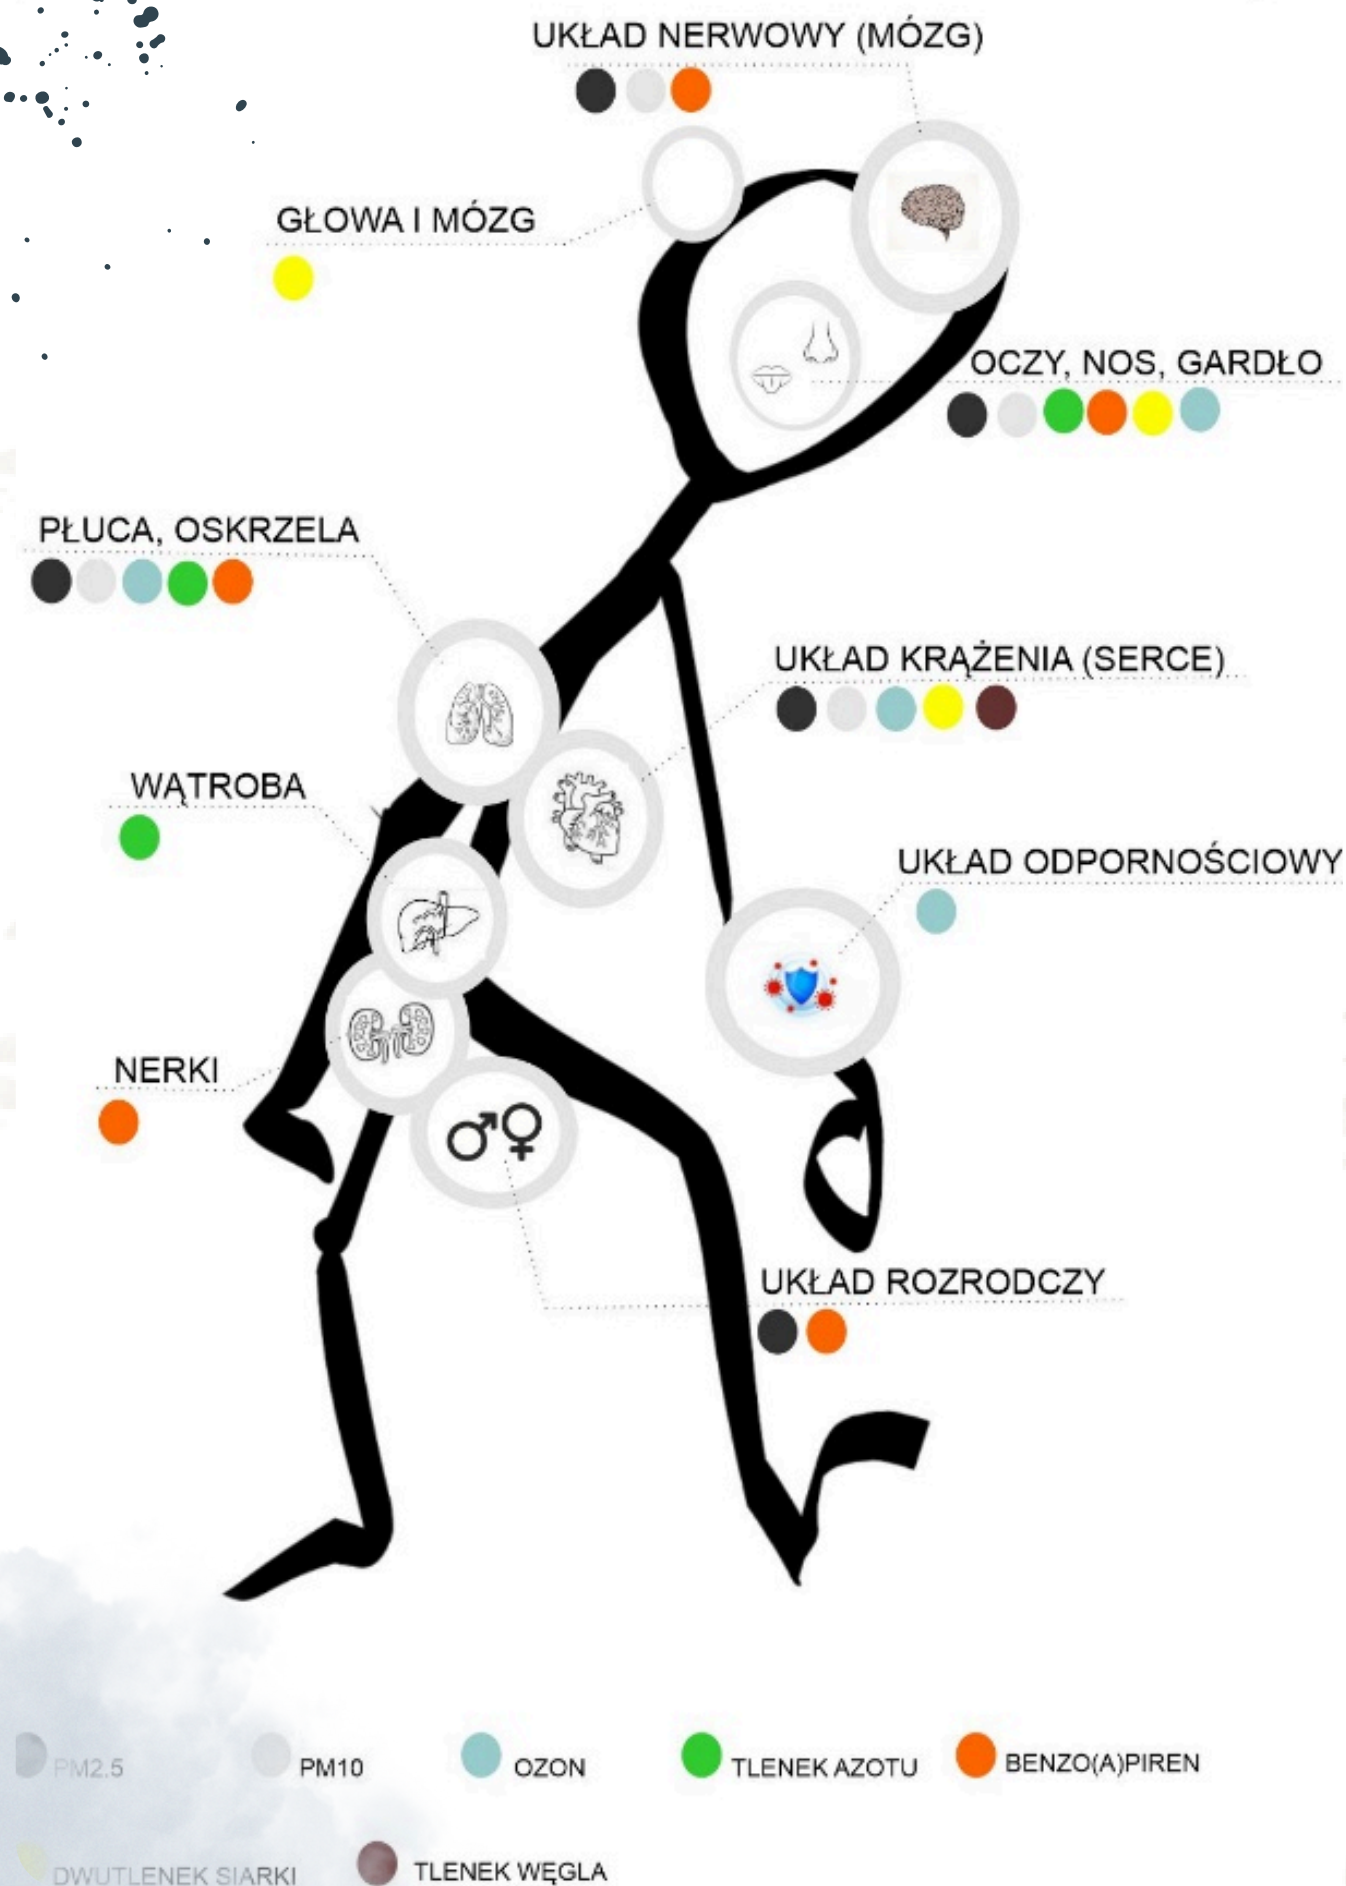 UKŁAD NERWOWY (MÓZG)
GŁOWA I MÓZG
OCZY, NOS, GARDŁO
PŁUCA, OSKRZELA
UKŁAD KRĄŻENIA (SERCE)
WĄTROBA
UKŁAD ODPORNOŚCIOWY
NERKI
UKŁAD ROZRODCZY
PM2.5 PM10 OZON TLENEK AZOTU BENZO(A)PIREN
DWUTLENEK SIARKI TLENEK WĘGLA